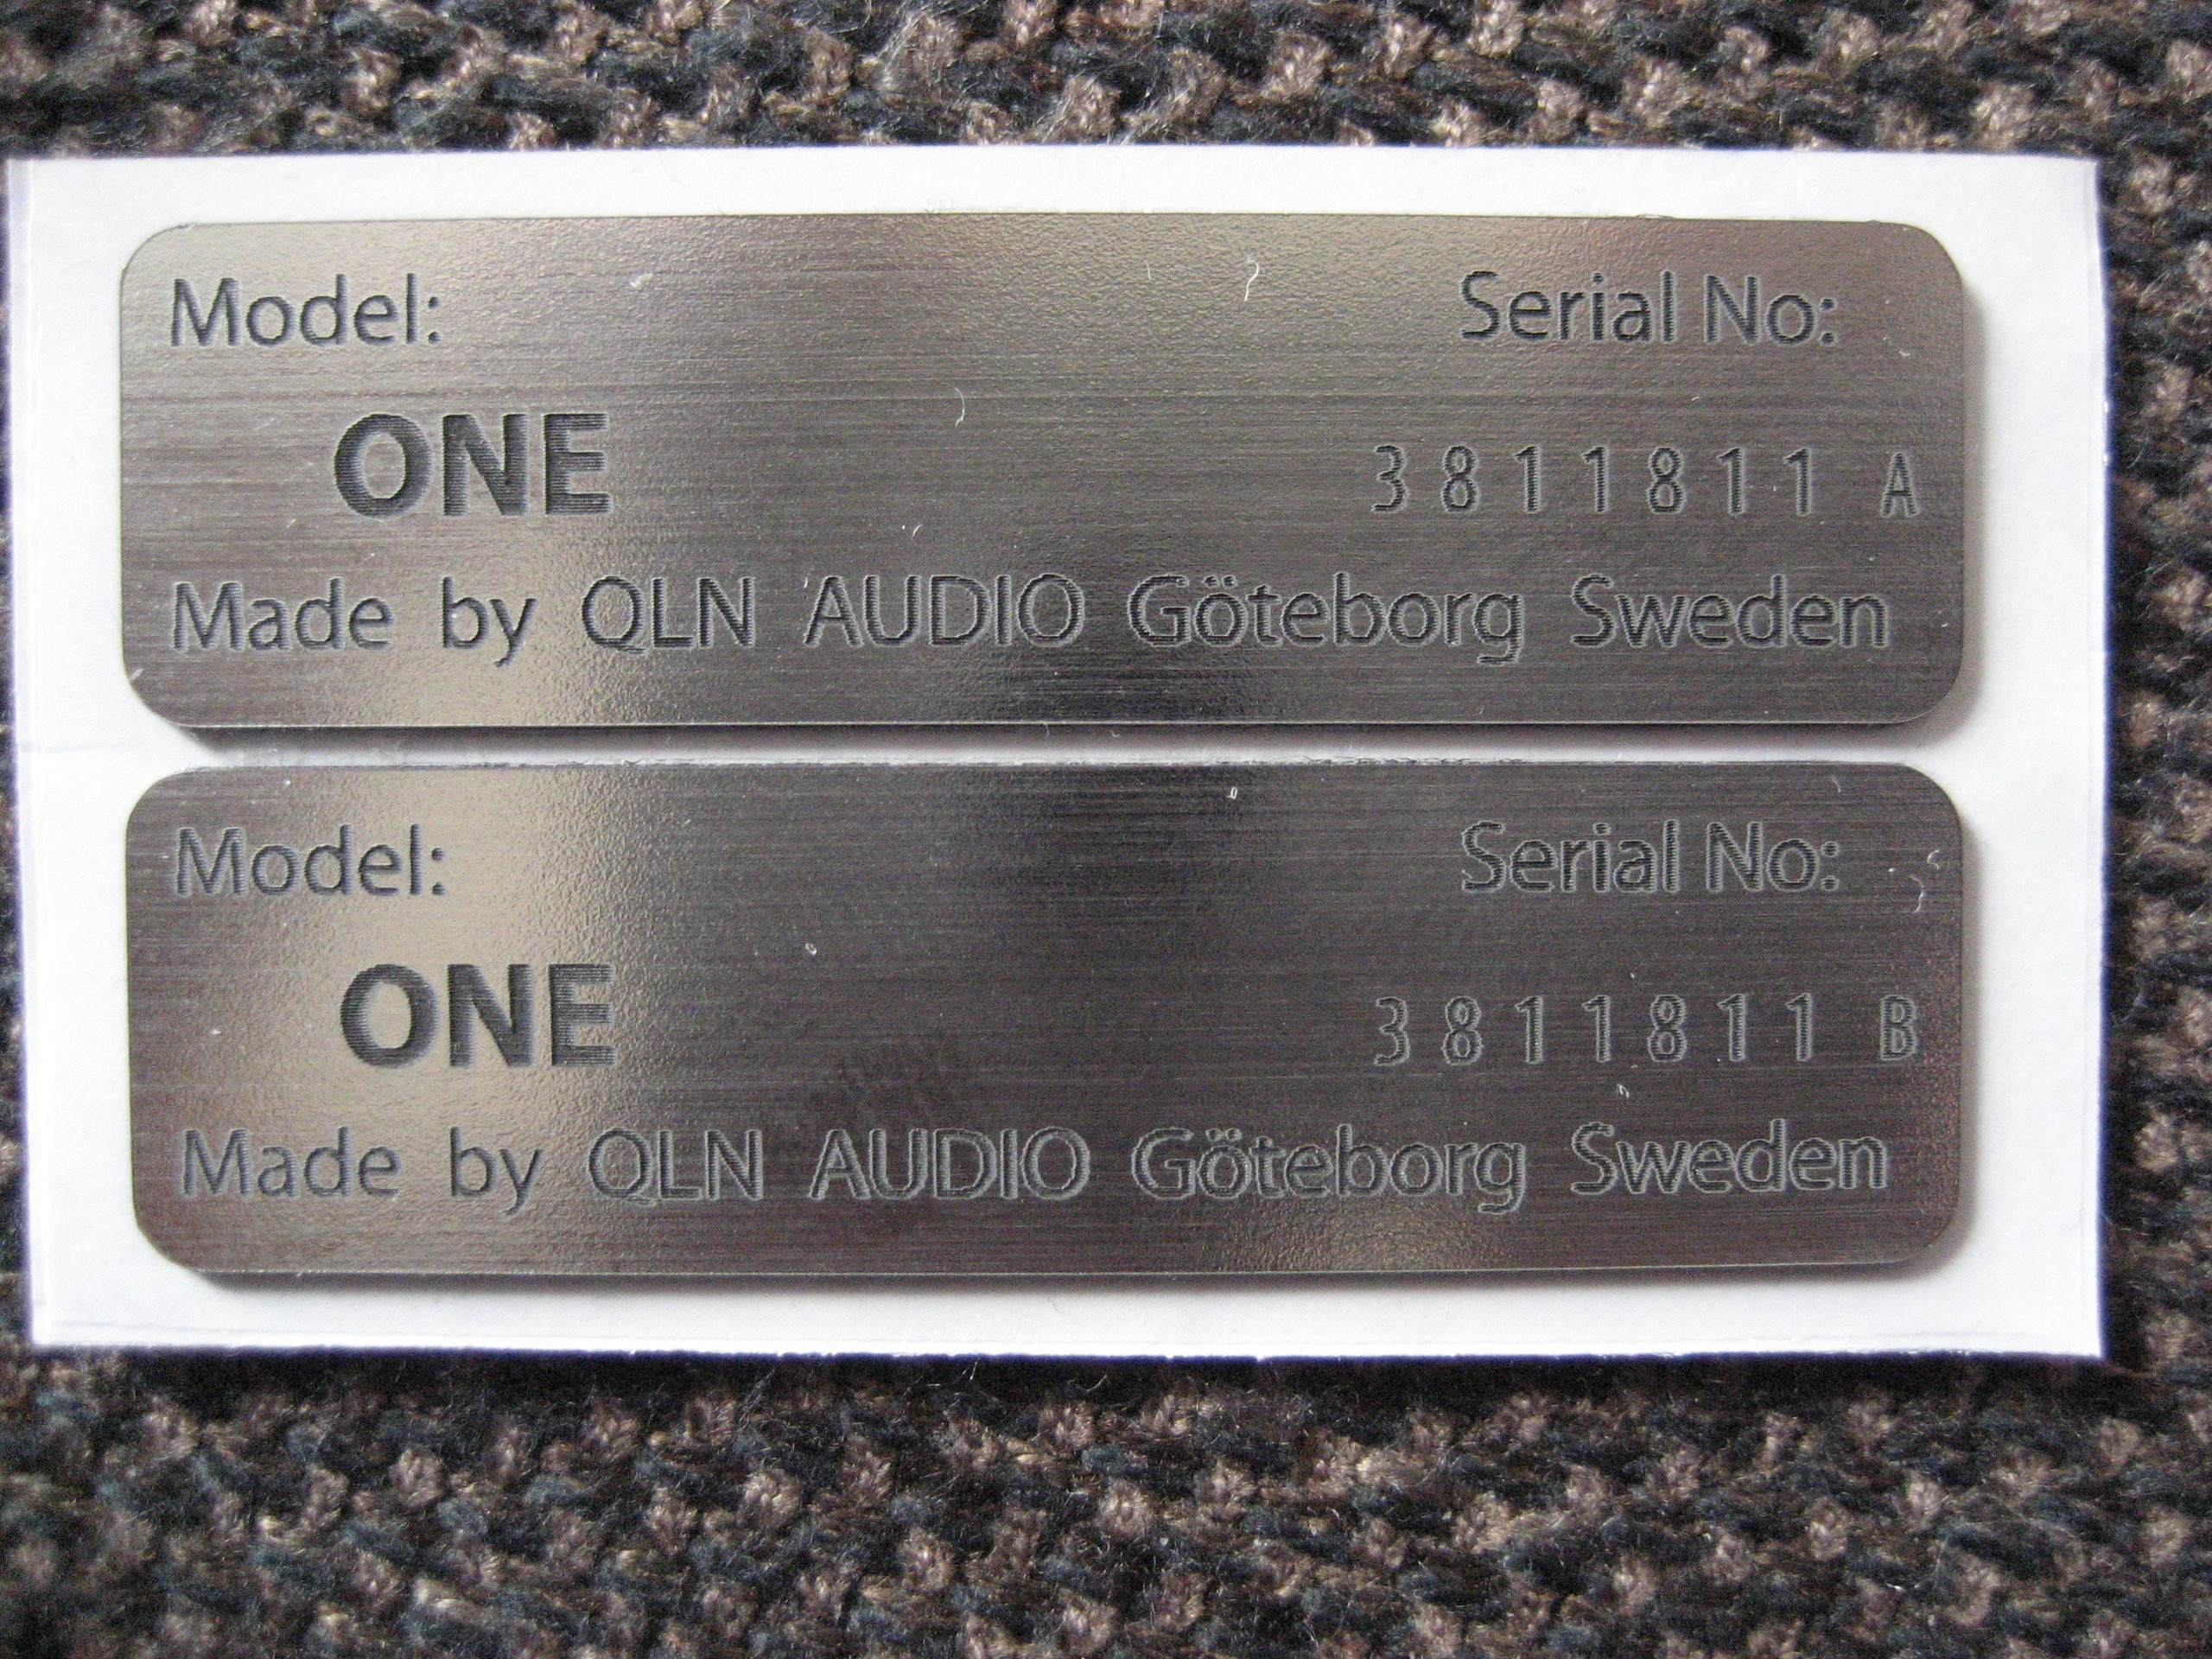 Model: Serial No:
ONE 3811811 A
Made by QLN AUDIO Göteborg Sweden
Model: Serial No:
ONE 3811811 B
Made by QLN AUDIO Göteborg Sweden